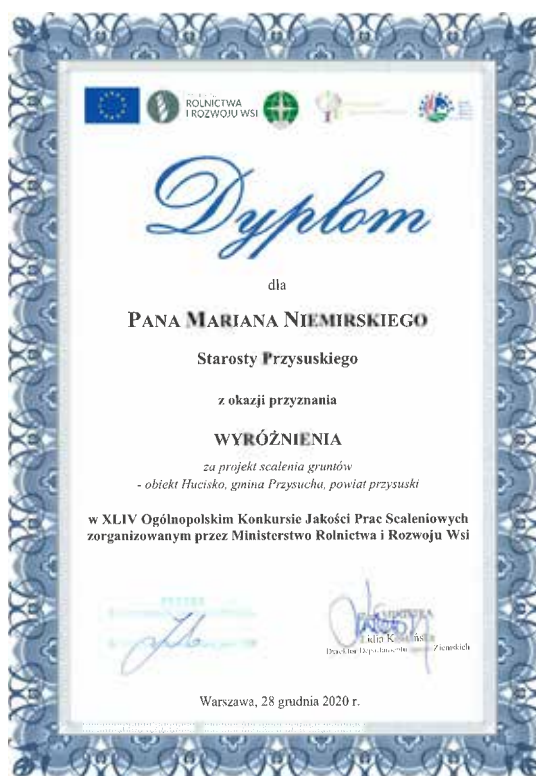 ROLNICTWA
I ROZWOJU WSI
Dyplom
dla
PANA MARIANA NIEMIRSKIEGO
Starosty Przysuskiego
z okazji przyznania
WYRÓŻNIENIA
za projekt scalenia gruntów
- obiekt Hucisko, gmina Przysucha, powiat przysuski
w XLIV Ogólnopolskim Konkursie Jakości Prac Scaleniowych
zorganizowanym przez Ministerstwo Rolnictwa i Rozwoju Wsi
Lidia
Ziemskich
Warszawa, 28 grudnia 2020 r.